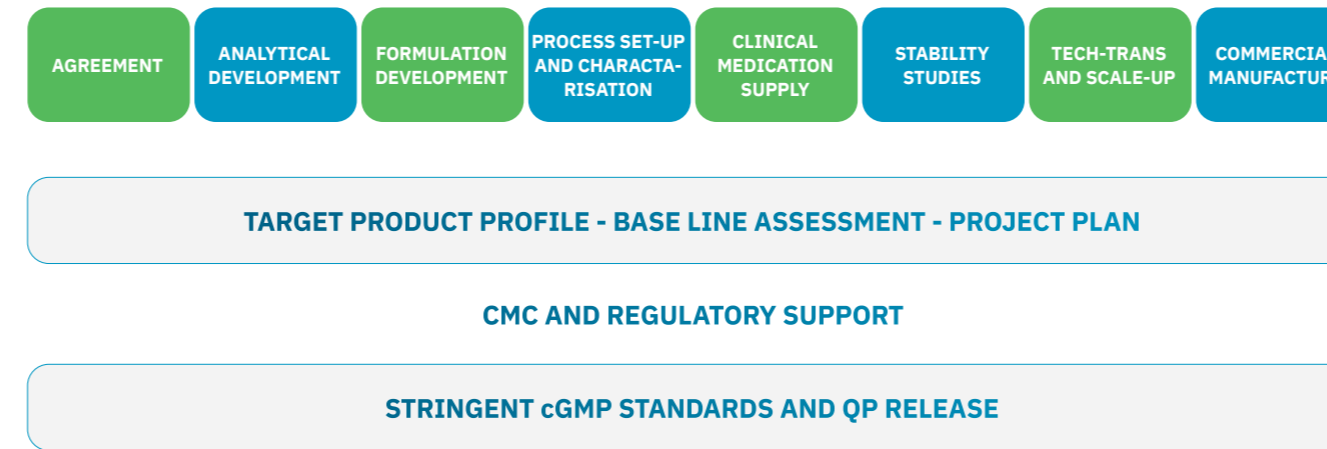 AGREEMENT
ANALYTICAL
DEVELOPMENT
FORMULATION
DEVELOPMENT
PROCESS SET-UP
AND CHARACTA-
RISATION
CLINICAL
MEDICATION
SUPPLY
STABILITY
STUDIES
TECH-TRANS
AND SCALE-UP
COMMERCIA
MANUFACTUR
TARGET PRODUCT PROFILE - BASE LINE ASSESSMENT - PROJECT PLAN
CMC AND REGULATORY SUPPORT
STRINGENT cGMP STANDARDS AND QP RELEASE